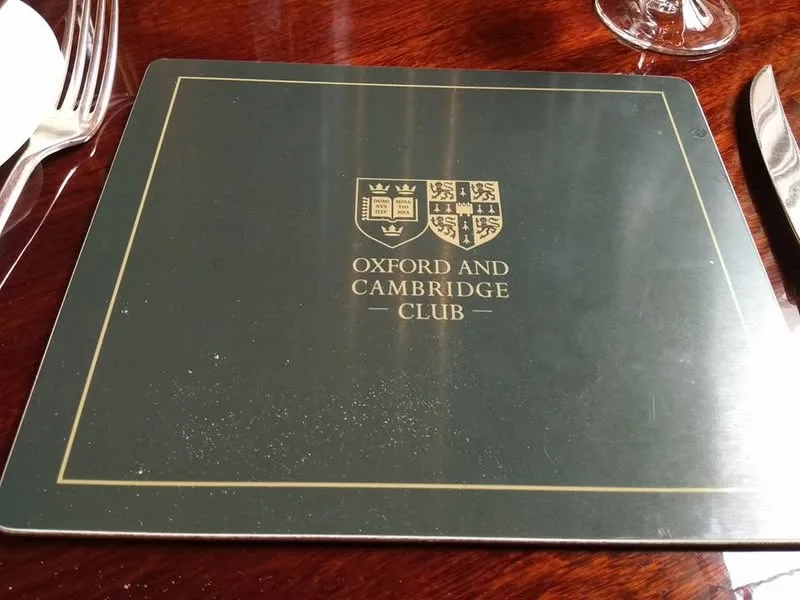 DOMI MINA
NVS TIO
ILLV MEA
OXFORD AND
CAMBRIDGE
CLUB